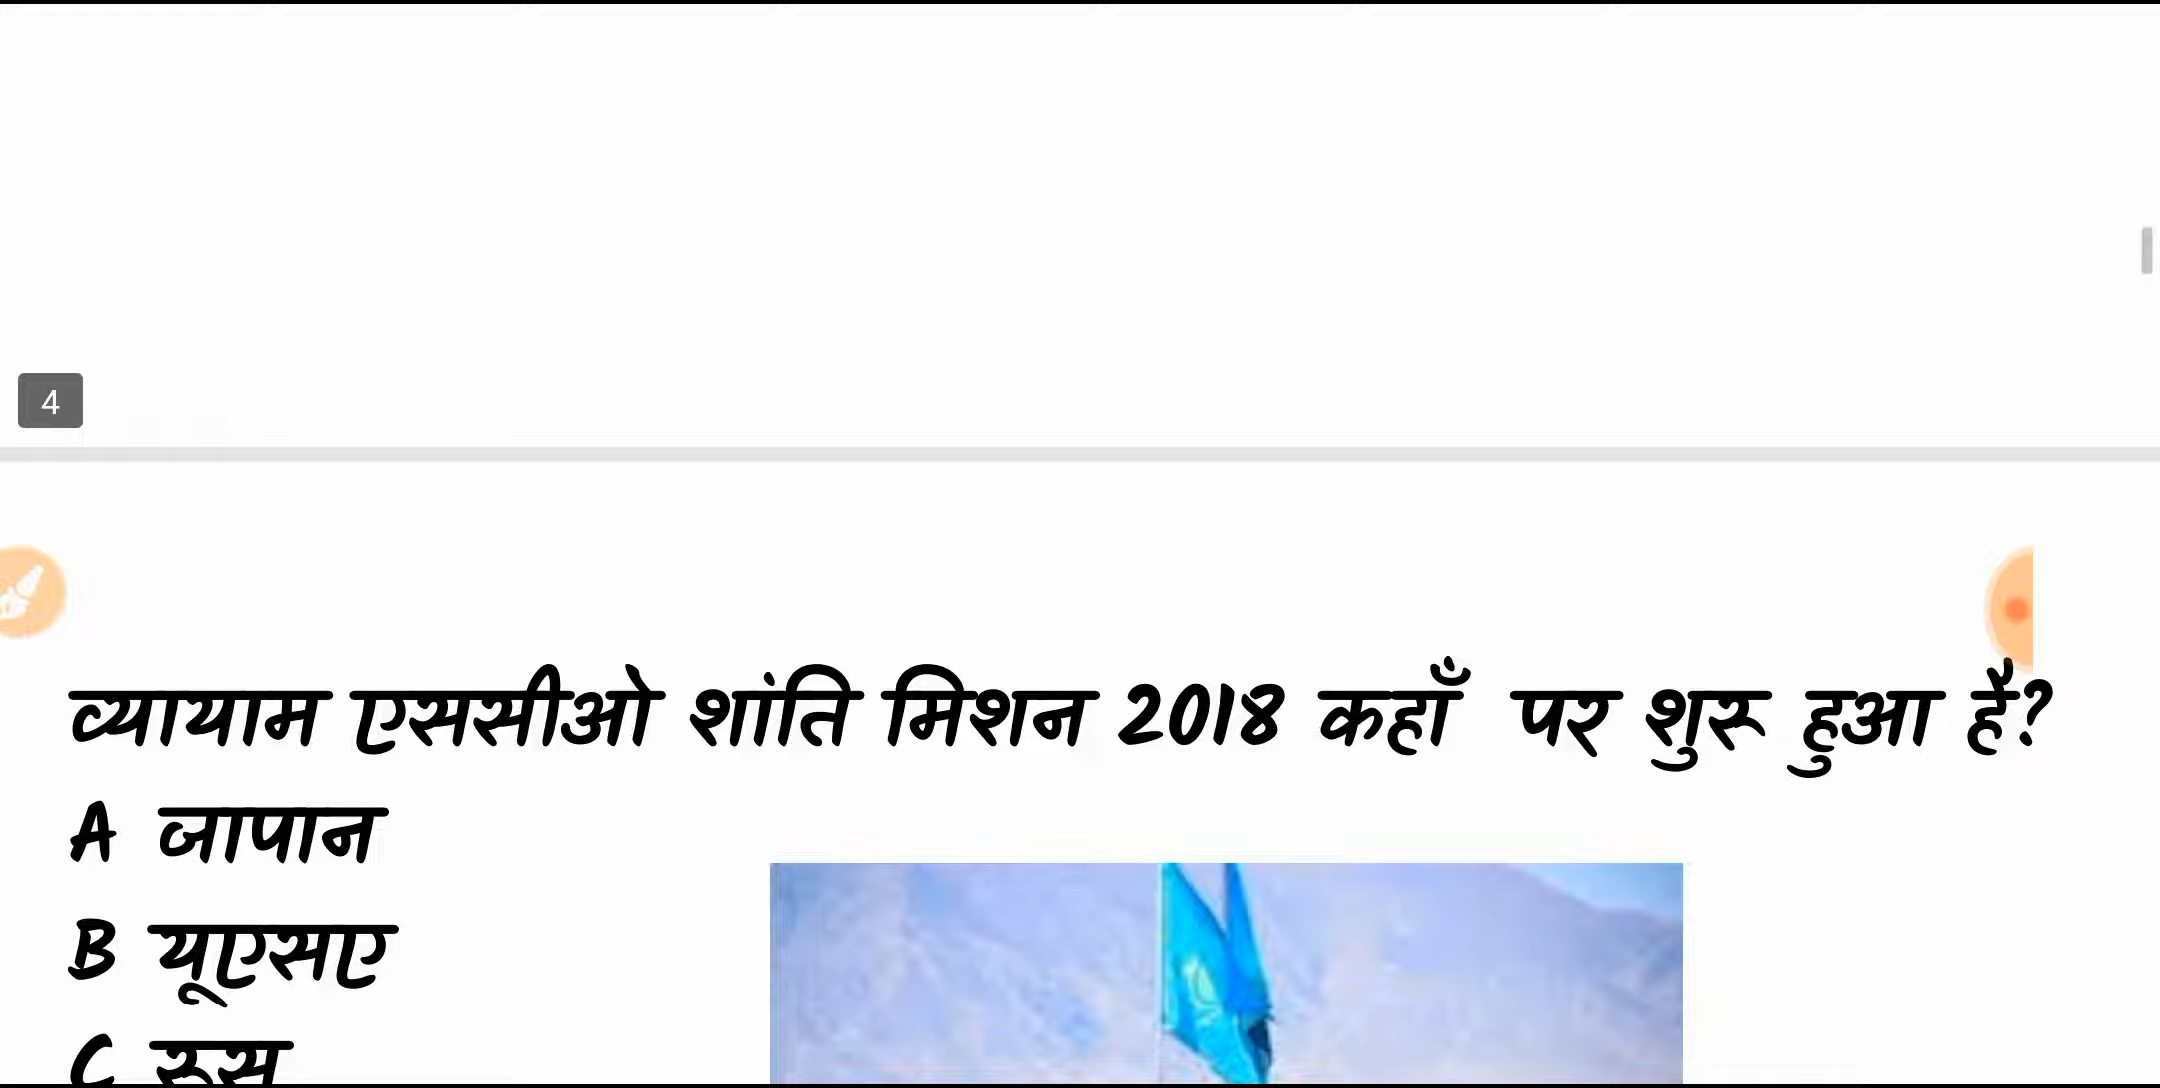 4
व्यायाम एससीओ शांति मिशन 2018 कहाँ पर शुरू हुआ है?
A जापान
B यूएसए
C रूस